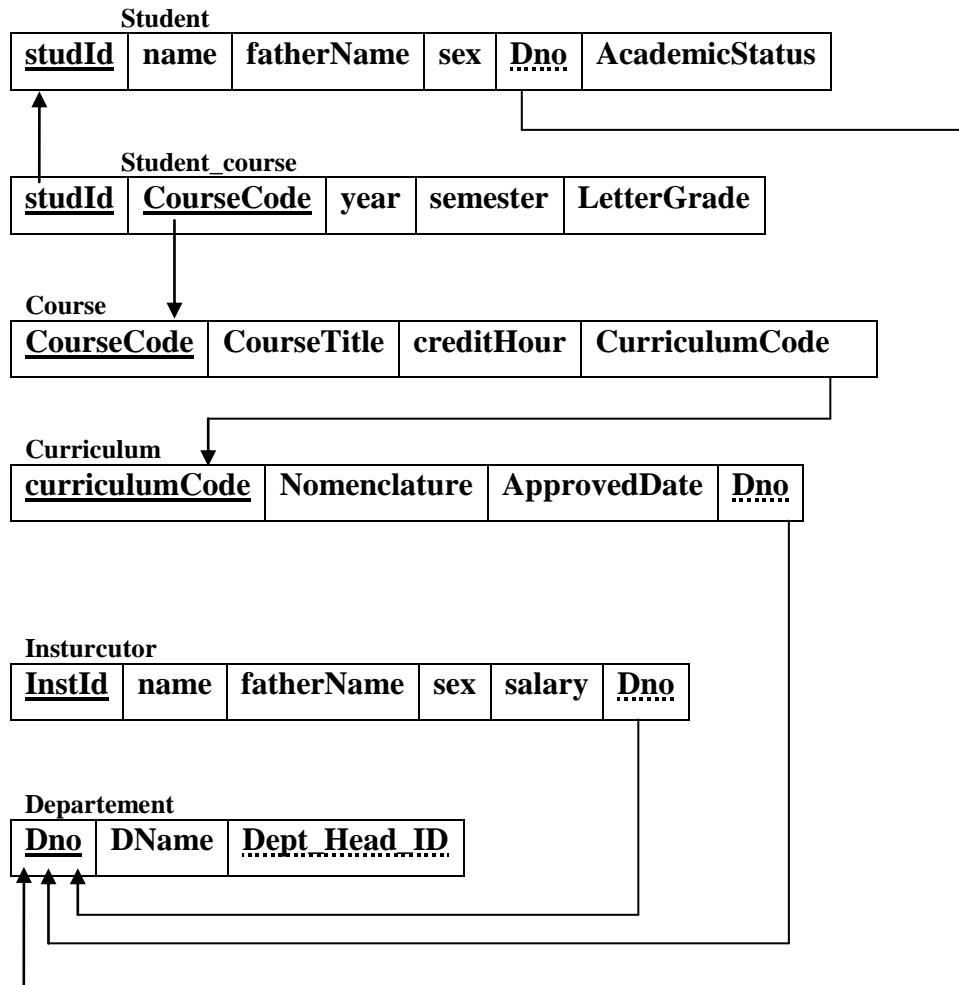 Student
studId name fatherName sex Dno AcademicStatus
Student_course
studId CourseCode year semester LetterGrade
Course
CourseCode CourseTitle creditHour CurriculumCode
Curriculum
curriculumCode Nomenclature ApprovedDate Dno
Insturcutor
InstId name fatherName sex salary Dno
Departement
Dno DName Dept_Head_ID